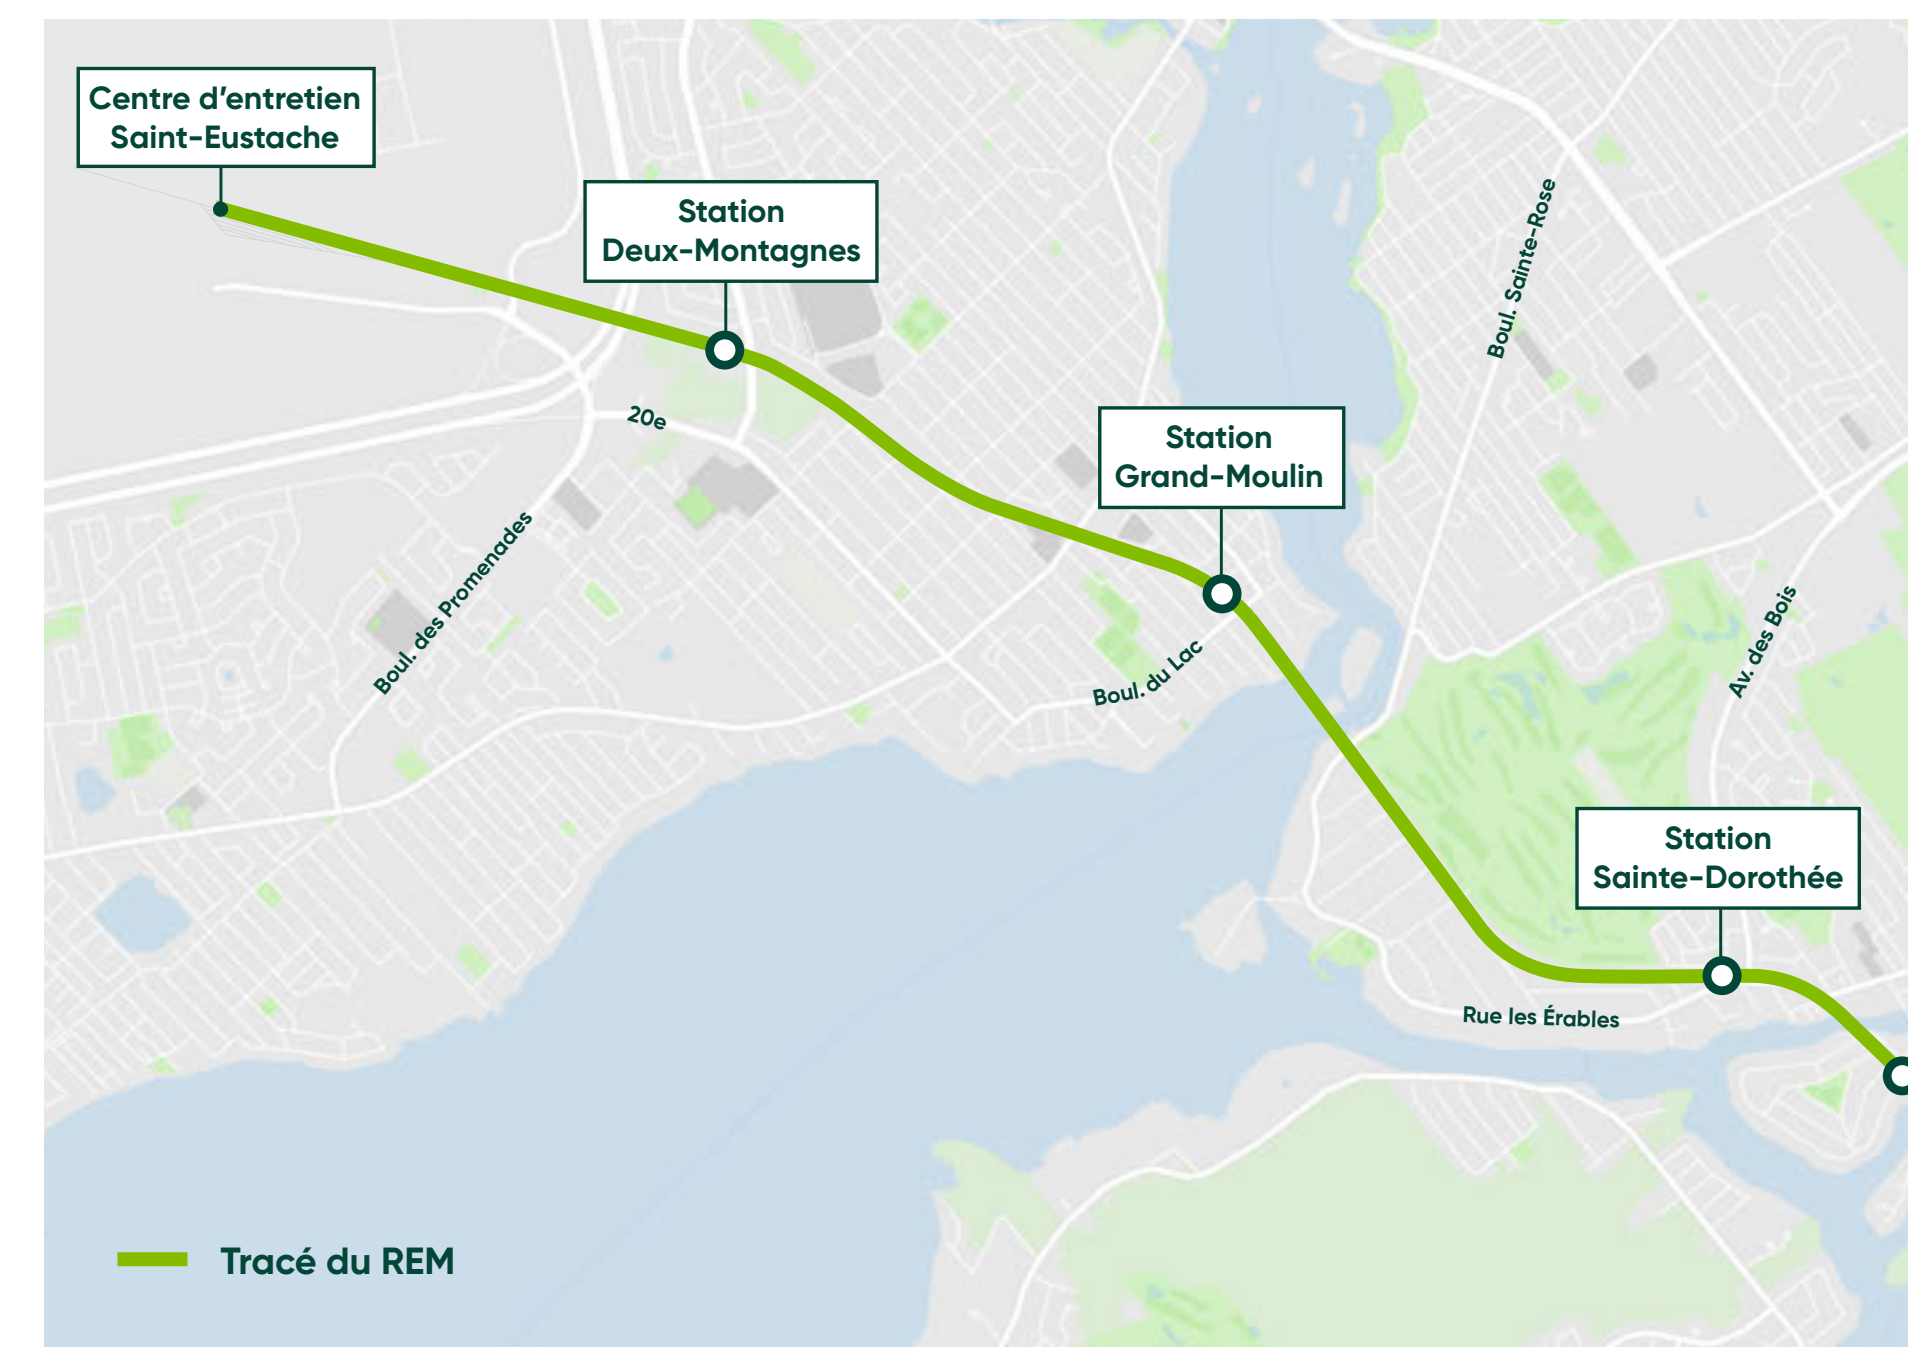 Centre d’entretien
Saint-Eustache
Station
Deux-Montagnes
Boul. Sainte-Rose
20e
Station
Grand-Moulin
Boul. des Promenades
Av. des Bois
Boul. du Lac
Station
Sainte-Dorothée
Rue les Érables
Tracé du REM